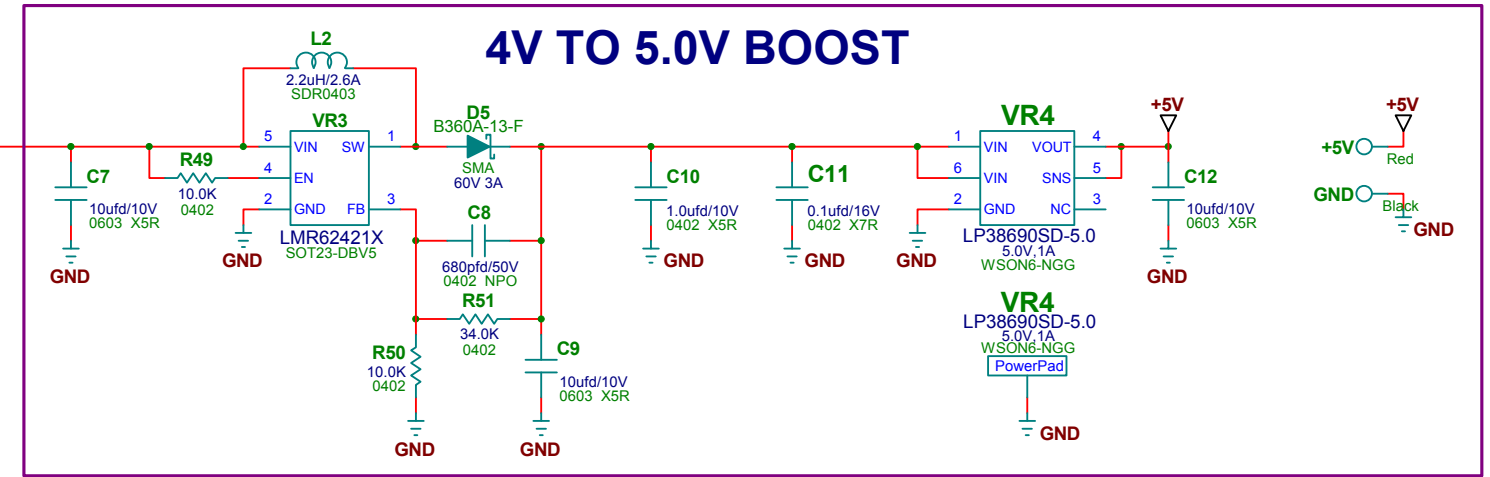 4V TO 5.0V BOOST
L2
2.2uH/2.6A
SDR0403
VR3
5
VIN
SW
1
4
EN
2
GND
FB
3
LMR62421X
SOT23-DBV5
GND
C7
10ufd/10V
0603 X5R
GND
R49
10.0K
0402
D5
B360A-13-F
SMA
60V 3A
C8
680pfd/50V
0402 NPO
R51
34.0K
0402
R50
10.0K
0402
GND
C9
10ufd/10V
0603 X5R
GND
C10
1.0ufd/10V
0402 X5R
GND
C11
0.1ufd/16V
0402 X7R
GND
VR4
1
VIN
VOUT
4
6
VIN
SNS
5
2
GND
NC
3
LP38690SD-5.0
5.0V,1A
WSON6-NGG
GND
VR4
LP38690SD-5.0
5.0V,1A
WSON6-NGG
PowerPad
GND
+5V
C12
10ufd/10V
0603 X5R
GND
+5V
+5V
Red
GND
Black
GND